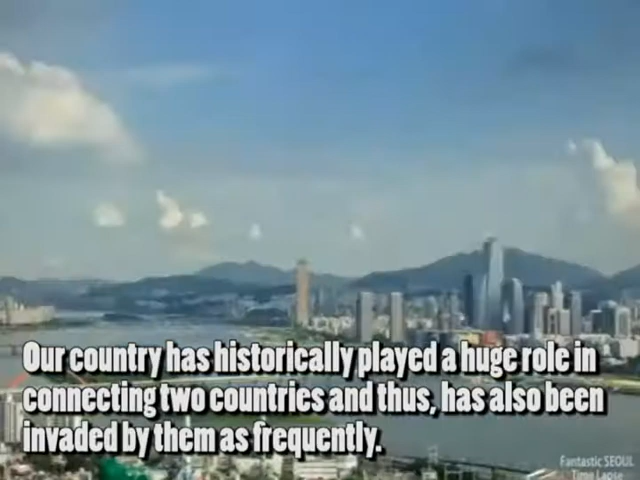 Our country has historically played a huge role in
connecting two countries and thus, has also been
invaded by them as frequently.
Fantastic SEOUL
Time Lapse